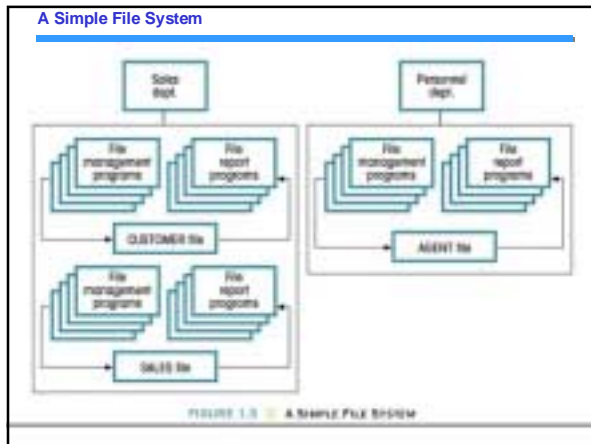 A Simple File System
Sales
dept.
Personnel
dept.
File
management
programs
File
report
programs
File
management
programs
File
report
programs
CUSTOMER file
AGENT file
File
management
programs
File
report
programs
SALES file
FIGURE 1.5 A SIMPLE FILE SYSTEM